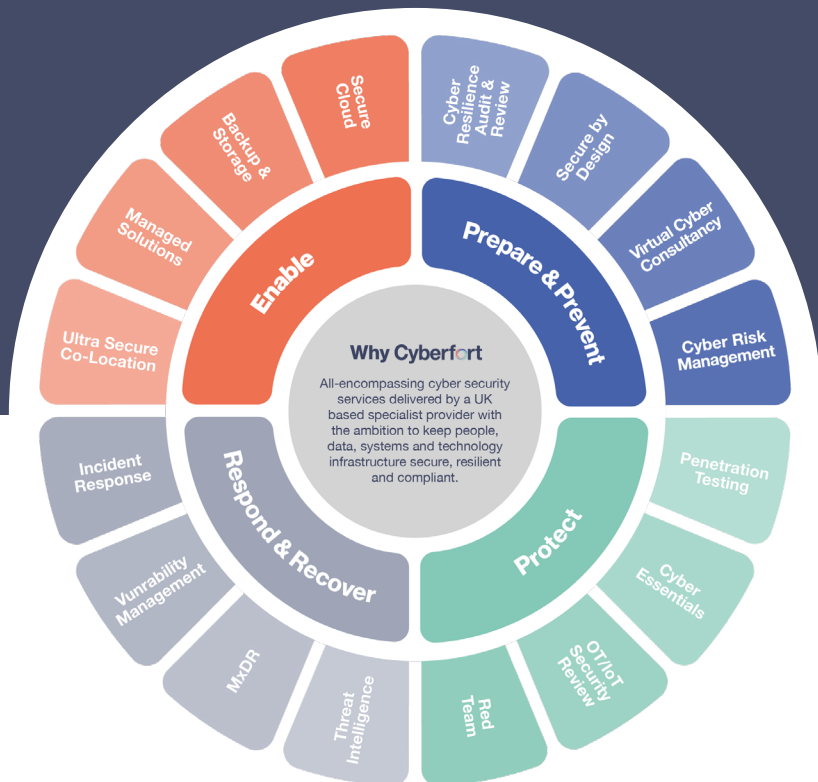 Why Cyberfort
All-encompassing cyber security
services delivered by a UK
based specialist provider with
the ambition to keep people,
data, systems and technology
infrastructure secure, resilient
and compliant.
Prepare & Prevent
Cyber
Resilience
Audit &
Review
Secure by
Design
Virtual Cyber
Consultancy
Cyber Risk
Management
Protect
Penetration
Testing
Cyber
Essentials
OT/IoT
Security
Review
Red
Team
Respond & Recover
Threat
Intelligence
MxDR
Vunrability
Management
Incident
Response
Enable
Ultra Secure
Co-Location
Managed
Solutions
Backup &
Storage
Secure
Cloud